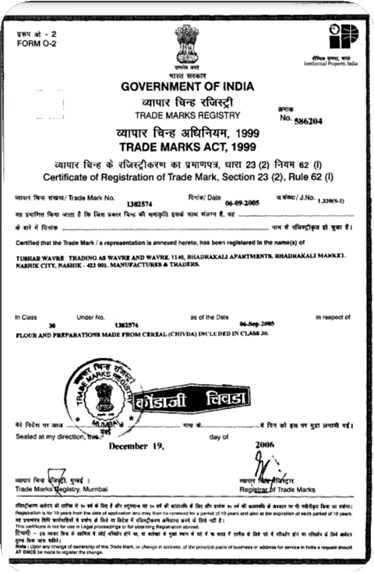 प्ररूप ओ - 2
FORM O-2
सत्यमेव जयते
बौद्धिक सम्पदा, भारत
Intellectual Property, India
भारत सरकार
GOVERNMENT OF INDIA
व्यापार चिन्ह रजिस्ट्री
TRADE MARKS REGISTRY
क्रमांक
No. 586204
व्यापार चिन्ह अधिनियम, 1999
TRADE MARKS ACT, 1999
व्यापार चिन्ह के रजिस्ट्रीकरण का प्रमाणपत्र, धारा 23 (2) नियम 62 (I)
Certificate of Registration of Trade Mark, Section 23 (2), Rule 62 (I)
व्यापार चिन्ह संख्या/ Trade Mark No. 1382574 दिनांक/ Date 06-09-2005 ज.संख्या/ J.No. 1,339(S-1)
यह प्रमाणित किया जाता है कि जिस प्रकार चिन्ह की समाकृति इसके साथ संलग्न है, यह
के बारे में दिनांक नाम से रजिस्ट्रीकृत हो चुका है।
Certified that the Trade Mark / a representation is annexed hereto, has been registered in the name(s) of
TUSHAR WAVRE TRADING AS WAVRE AND WAVRE, 1140, BHADRAKALI APARTMENTS, BHADRAKALI MARKET, NASHIK CITY, NASHIK - 422 001. MANUFACTURES & TRADERS.
In Class 30 Under No. 1382574 as of the Date 06-Sep-2005 in respect of
FLOUR AND PREPARATIONS MADE FROM CEREAL (CHIVDA) INCLUDED IN CLASS 30.
व्यापार चिन्ह रजिस्ट्री
TRADE MARKS REGISTRY
MUMBAI
कोंडाजी चिवडा
मेरे निदेश पर आज मास के वें दिन को इस पर मुद्रा लगायी गई।
Sealed at my direction, this day of
December 19, 2006
व्यापार चिन्ह रजिस्ट्री, मुम्बई
Trade Marks Registry, Mumbai
व्यापार चिन्ह रजिस्ट्रार
Registrar of Trade Marks
Registration is for 10 years from the date of application and may then be renewed for a period of 10 years and also at the expiration of each period of 10 years.
This certificate is not for use in Legal proceedings or for obtaining Registration abroad.
Note : Upon any change of ownership of this Trade Mark, or change in address, of the principal place of business or address for service in India a request should AT ONCE be made to register the change.